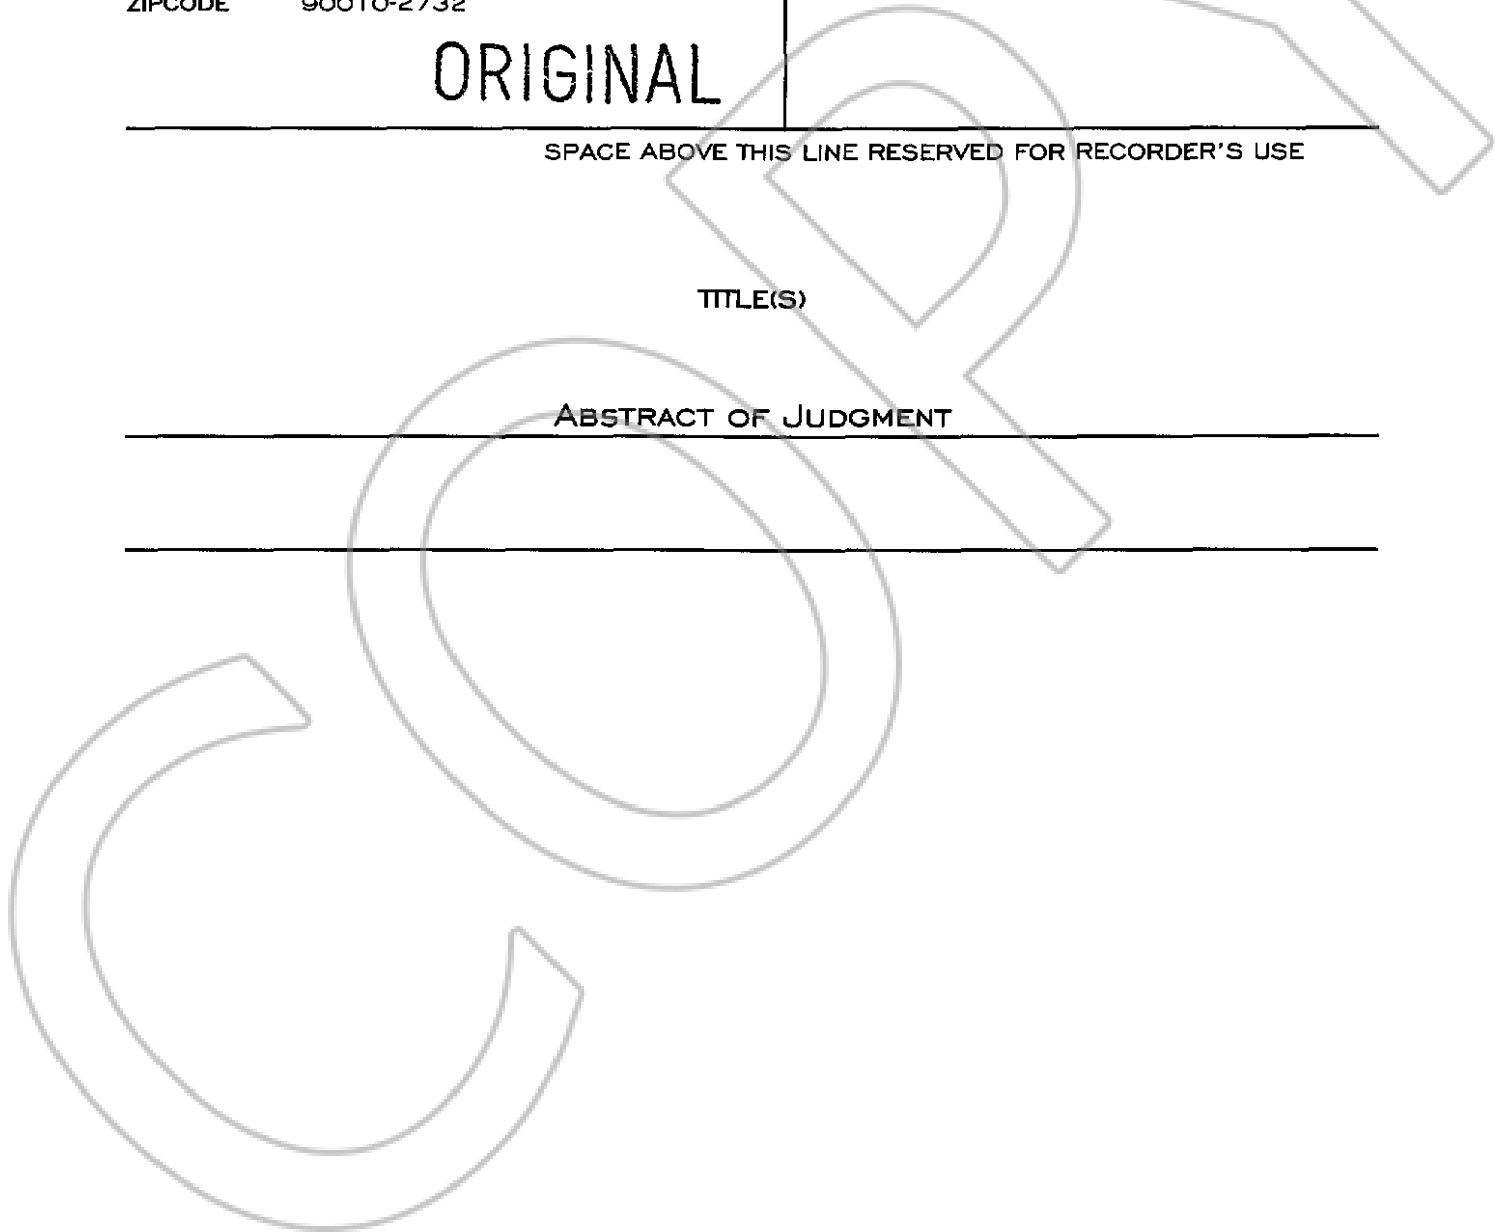 ZIPCODE 90010-2732
ORIGINAL
SPACE ABOVE THIS LINE RESERVED FOR RECORDER'S USE
TITLE(S)
ABSTRACT OF JUDGMENT
COPY